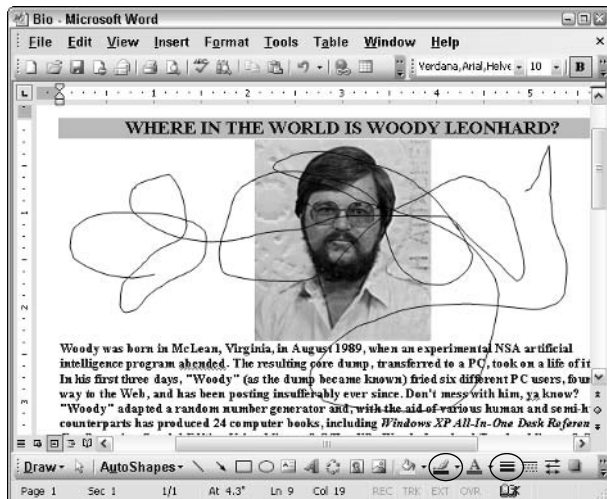 Bio - Microsoft Word
File Edit View Insert Format Tools Table Window Help
Verdana,Arial,Helve 10 B
L 1 2 3 4 5
WHERE IN THE WORLD IS WOODY LEONHARD?
Woody was born in McLean, Virginia, in August 1989, when an experimental NSA artificial
intelligence program abended. The resulting core dump, transferred to a PC, took on a life of it
In his first three days, "Woody" (as the dump became known) fried six different PC users, foun
way to the Web, and has been posting insufferably ever since. Don't mess with him, ya know?
"Woody" adapted a random number generator and, with the aid of various human and semi-h
counterparts has produced 24 computer books, including Windows XP All-In-One Desk Referen
Draw AutoShapes A
Page 1 Sec 1 1/1 At 4.3" Ln 9 Col 19 REC TRK EXT OVR